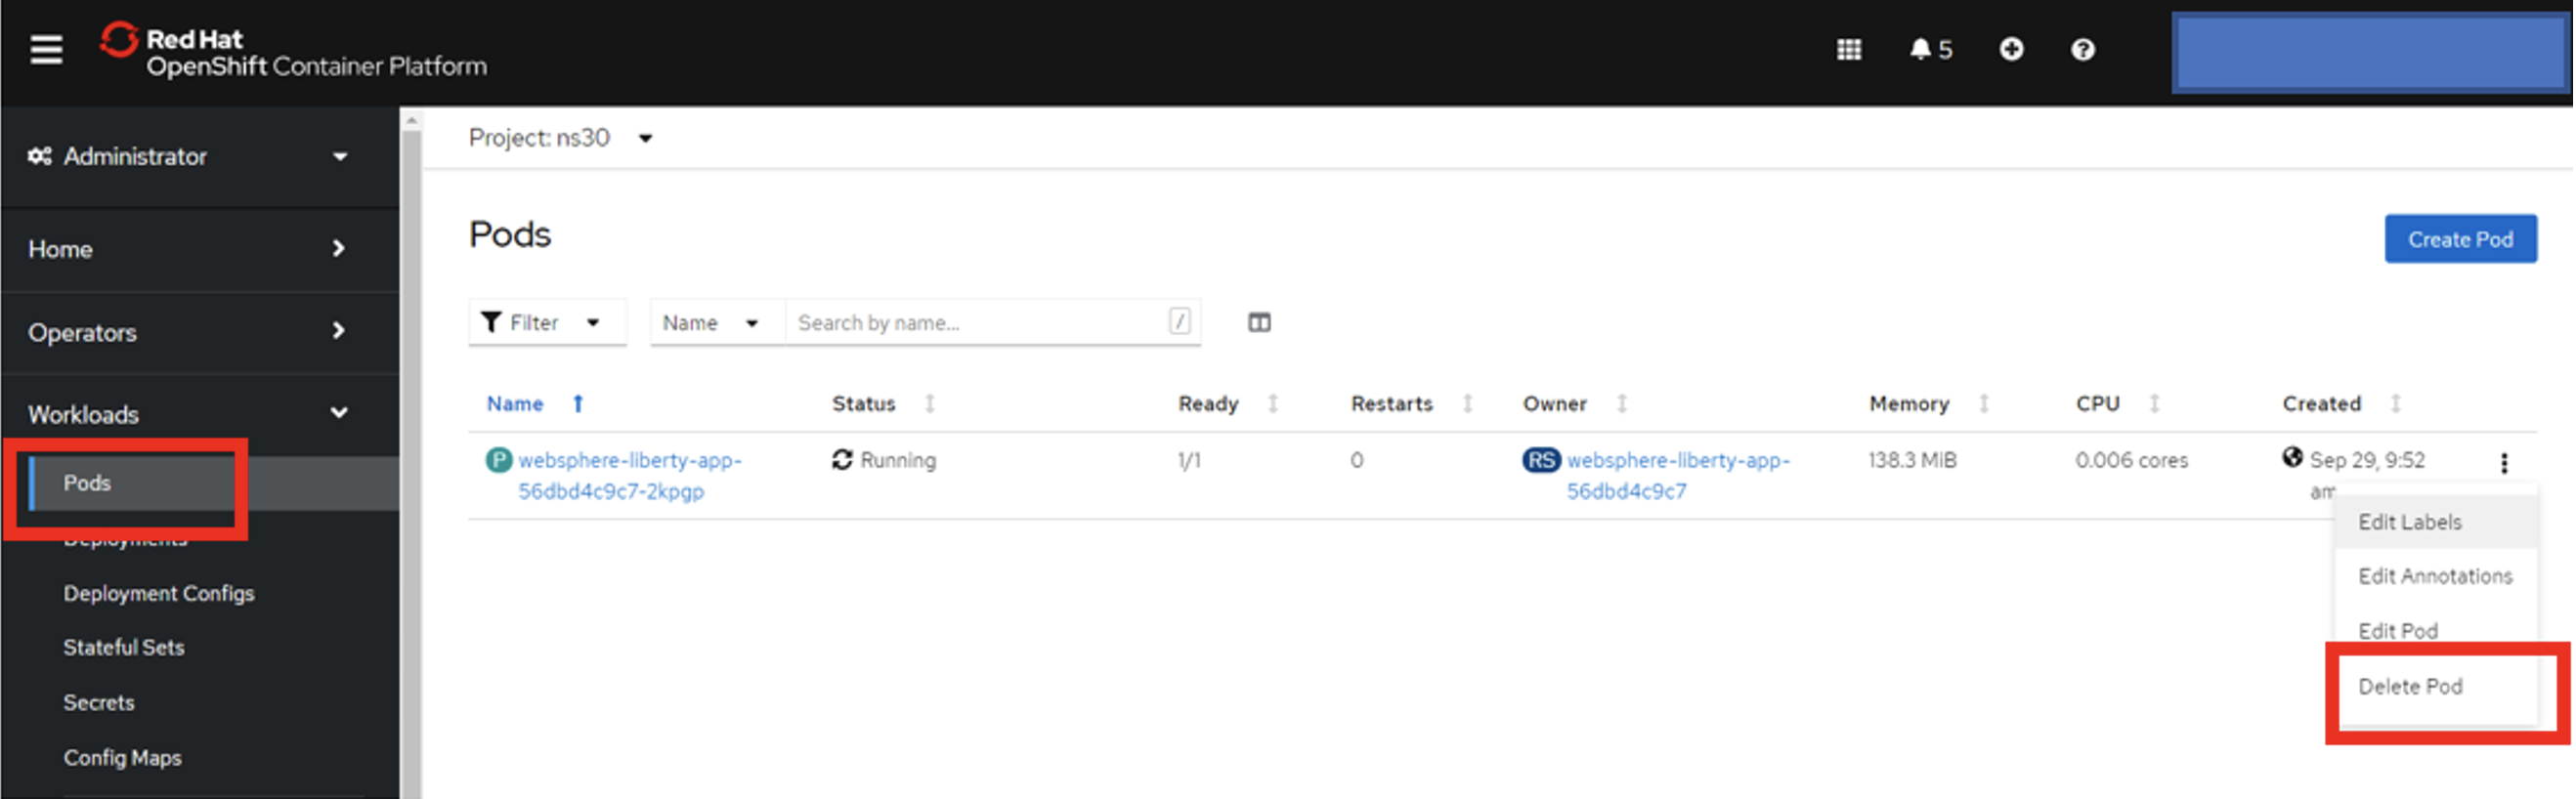 Red Hat
OpenShift Container Platform
5
Administrator
Home
Operators
Workloads
Pods
Deployments
Deployment Configs
Stateful Sets
Secrets
Config Maps
Project: ns30
Pods
Create Pod
Filter
Name
Search by name...
/
Name Status Ready Restarts Owner Memory CPU Created
P websphere-liberty-app- Running 1/1 0 RS websphere-liberty-app- 138.3 MiB 0.006 cores Sep 29, 9:52
56dbd4c9c7-2kpgp 56dbd4c9c7 am
Edit Labels
Edit Annotations
Edit Pod
Delete Pod